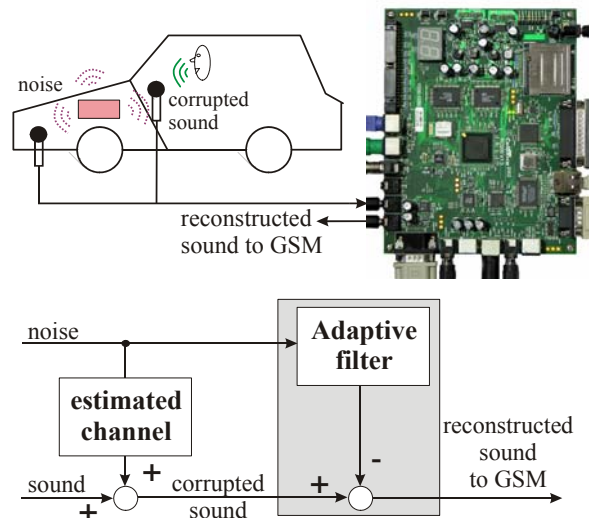 noise
corrupted
sound
reconstructed
sound to GSM
noise
Adaptive
filter
estimated
channel
reconstructed
sound
to GSM
sound
+
+
corrupted
sound
+
-